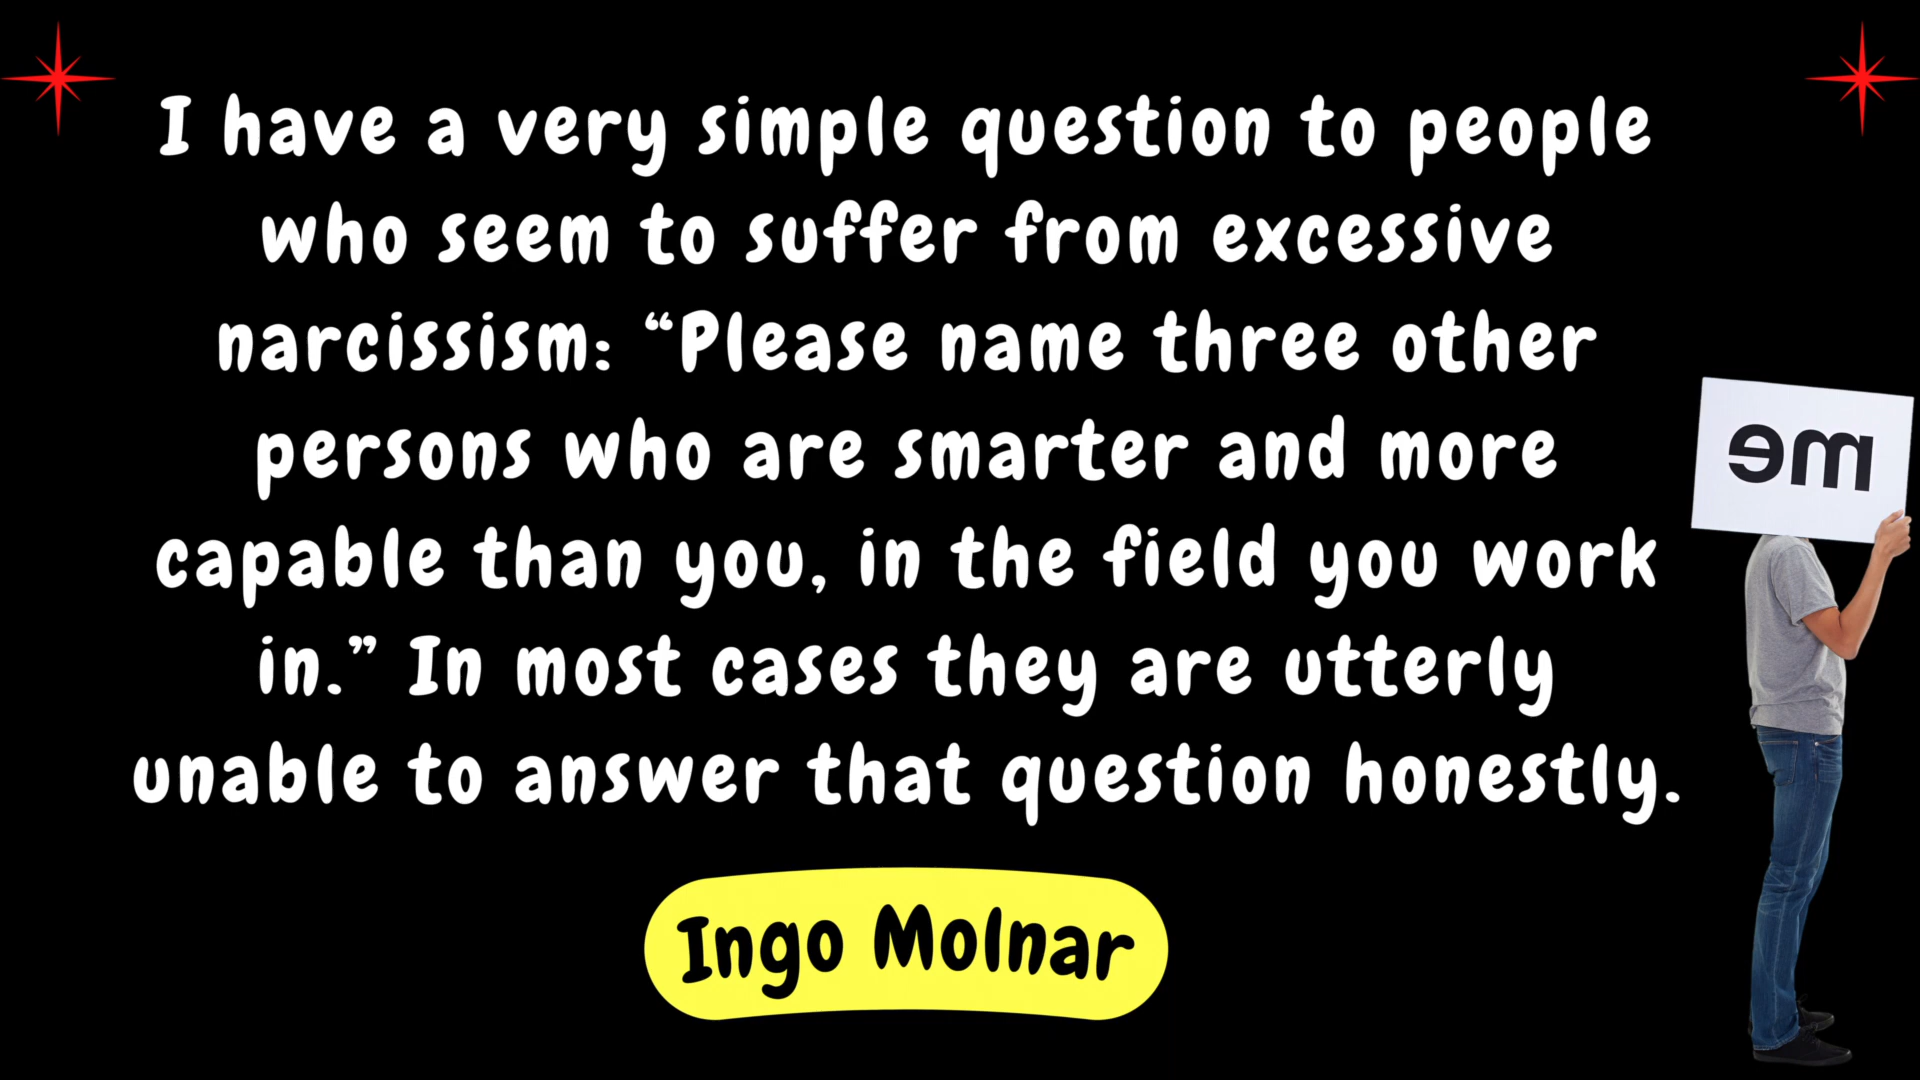 I have a very simple question to people
who seem to suffer from excessive
narcissism: “Please name three other
persons who are smarter and more
capable than you, in the field you work
in.” In most cases they are utterly
unable to answer that question honestly.
me
Ingo Molnar